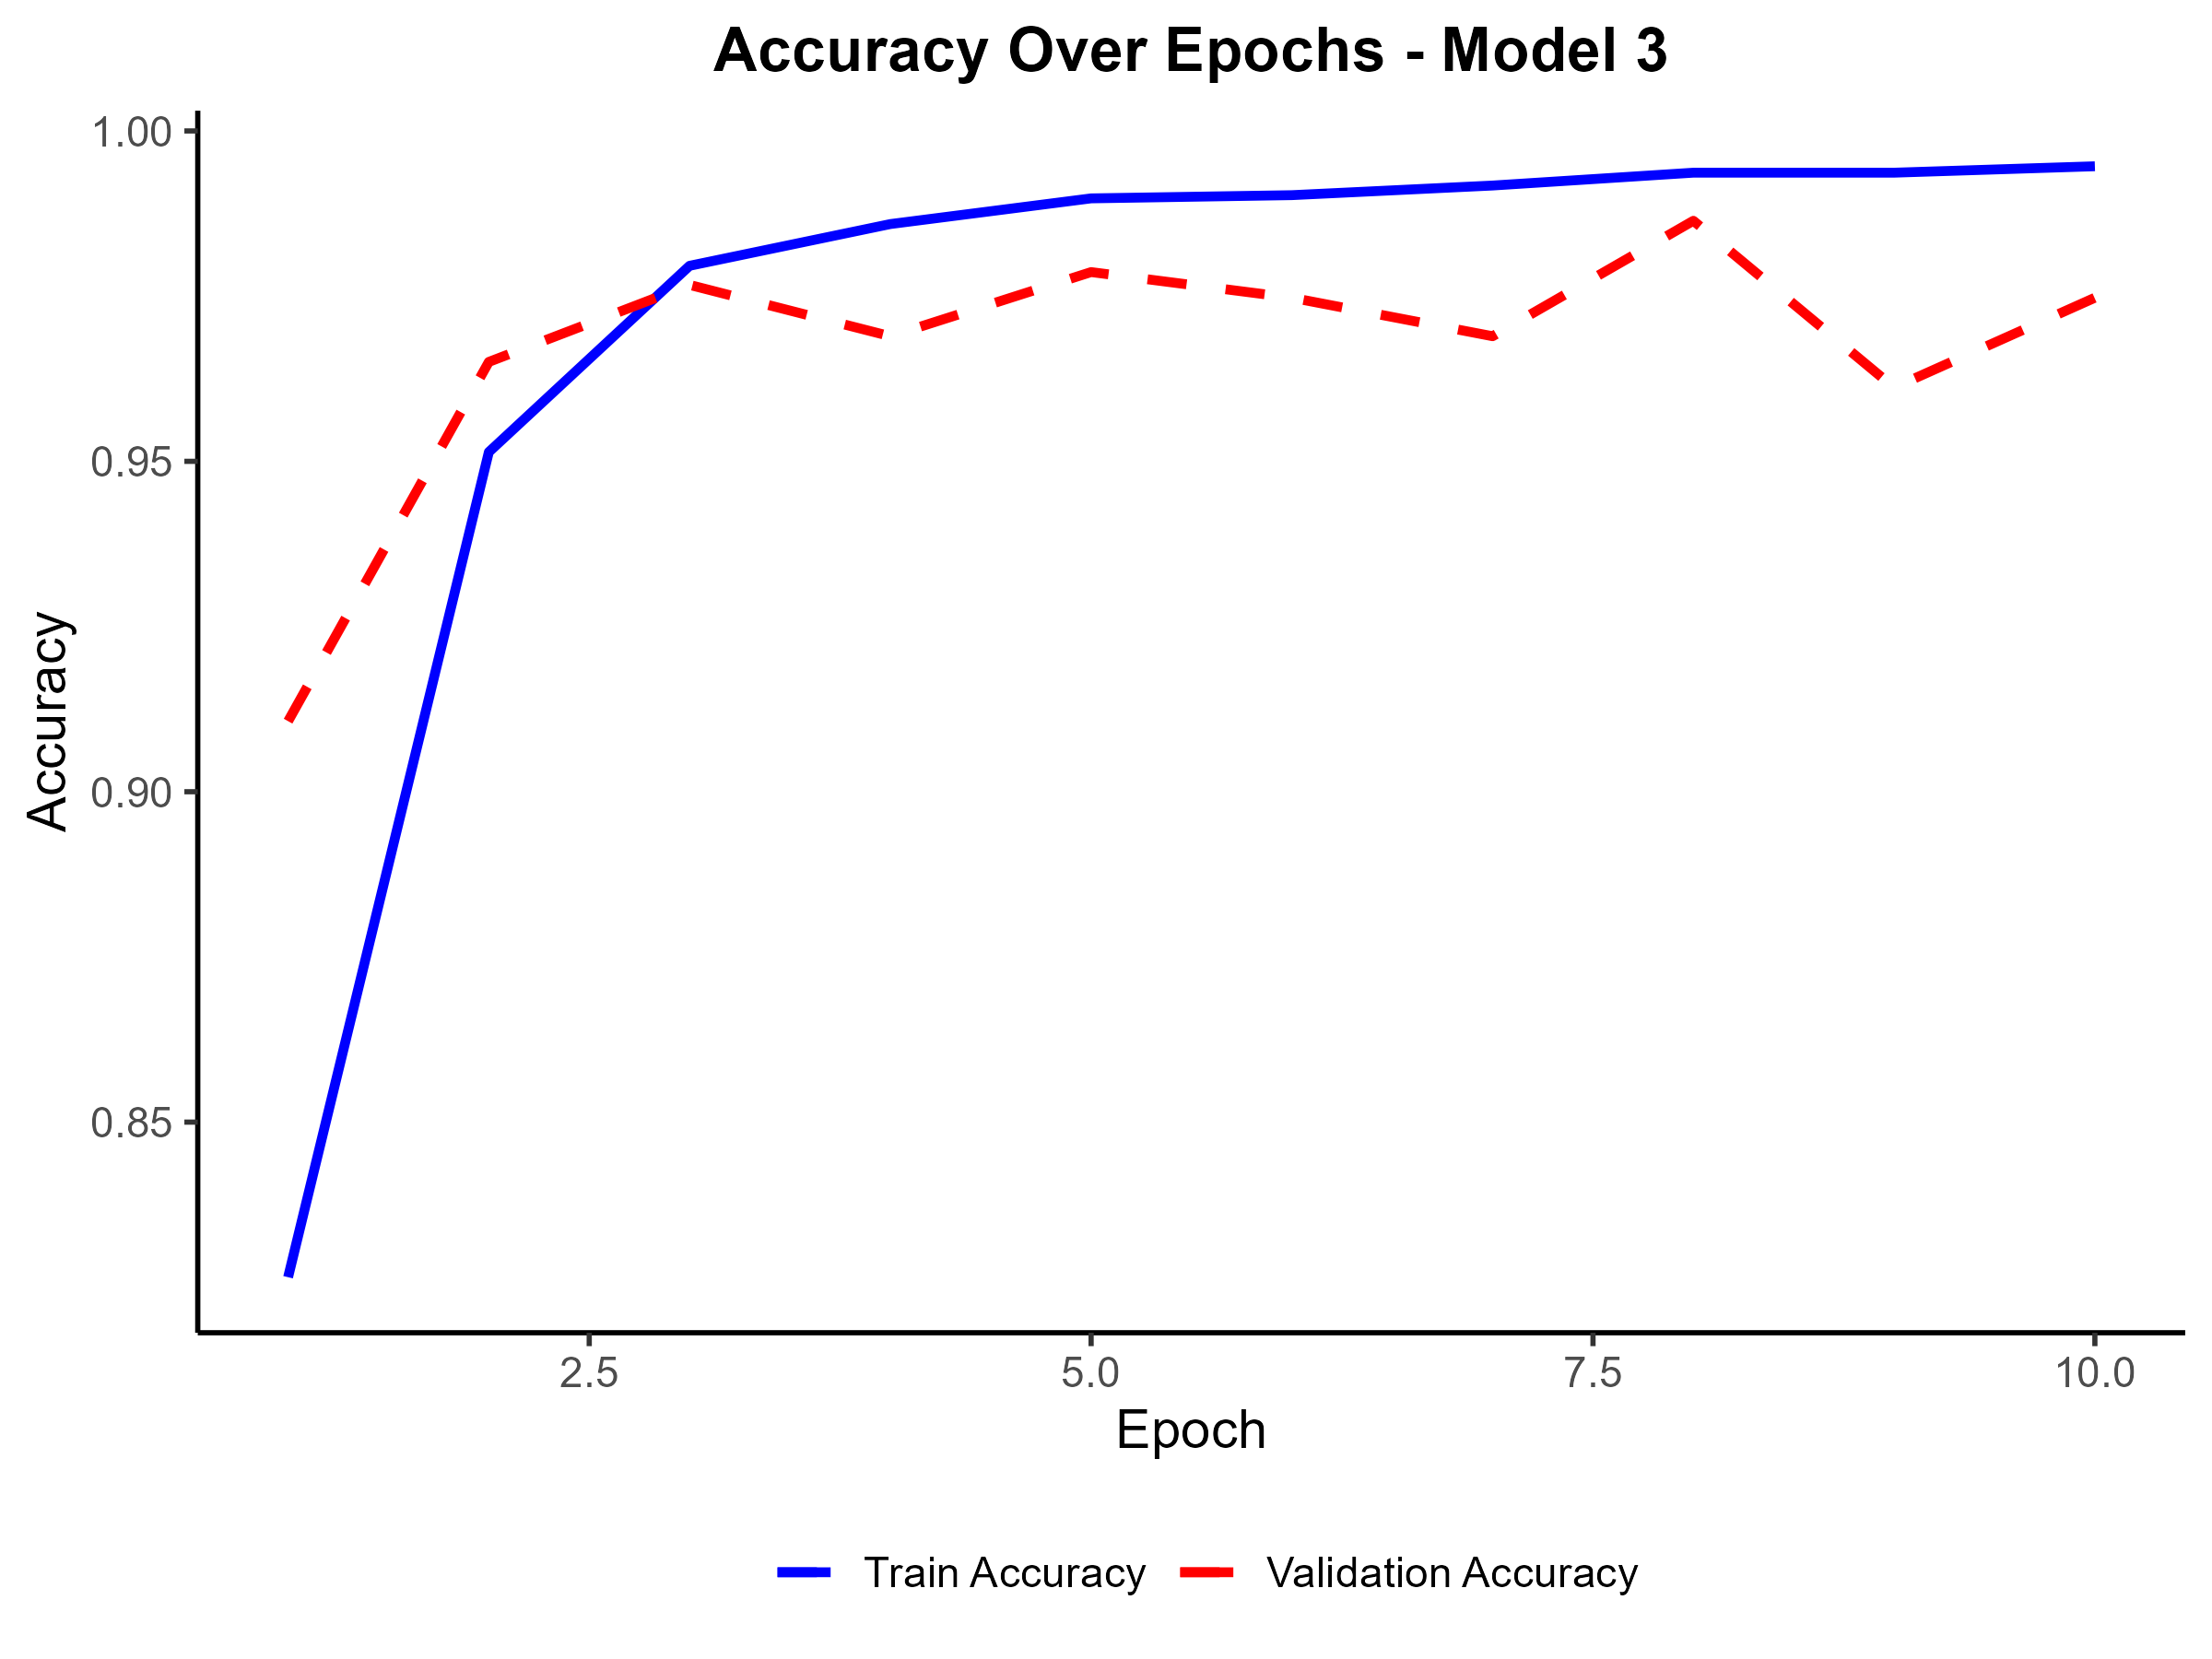 Accuracy Over Epochs - Model 3
Accuracy
1.00
0.95
0.90
0.85
2.5 5.0 7.5 10.0
Epoch
Train Accuracy Validation Accuracy